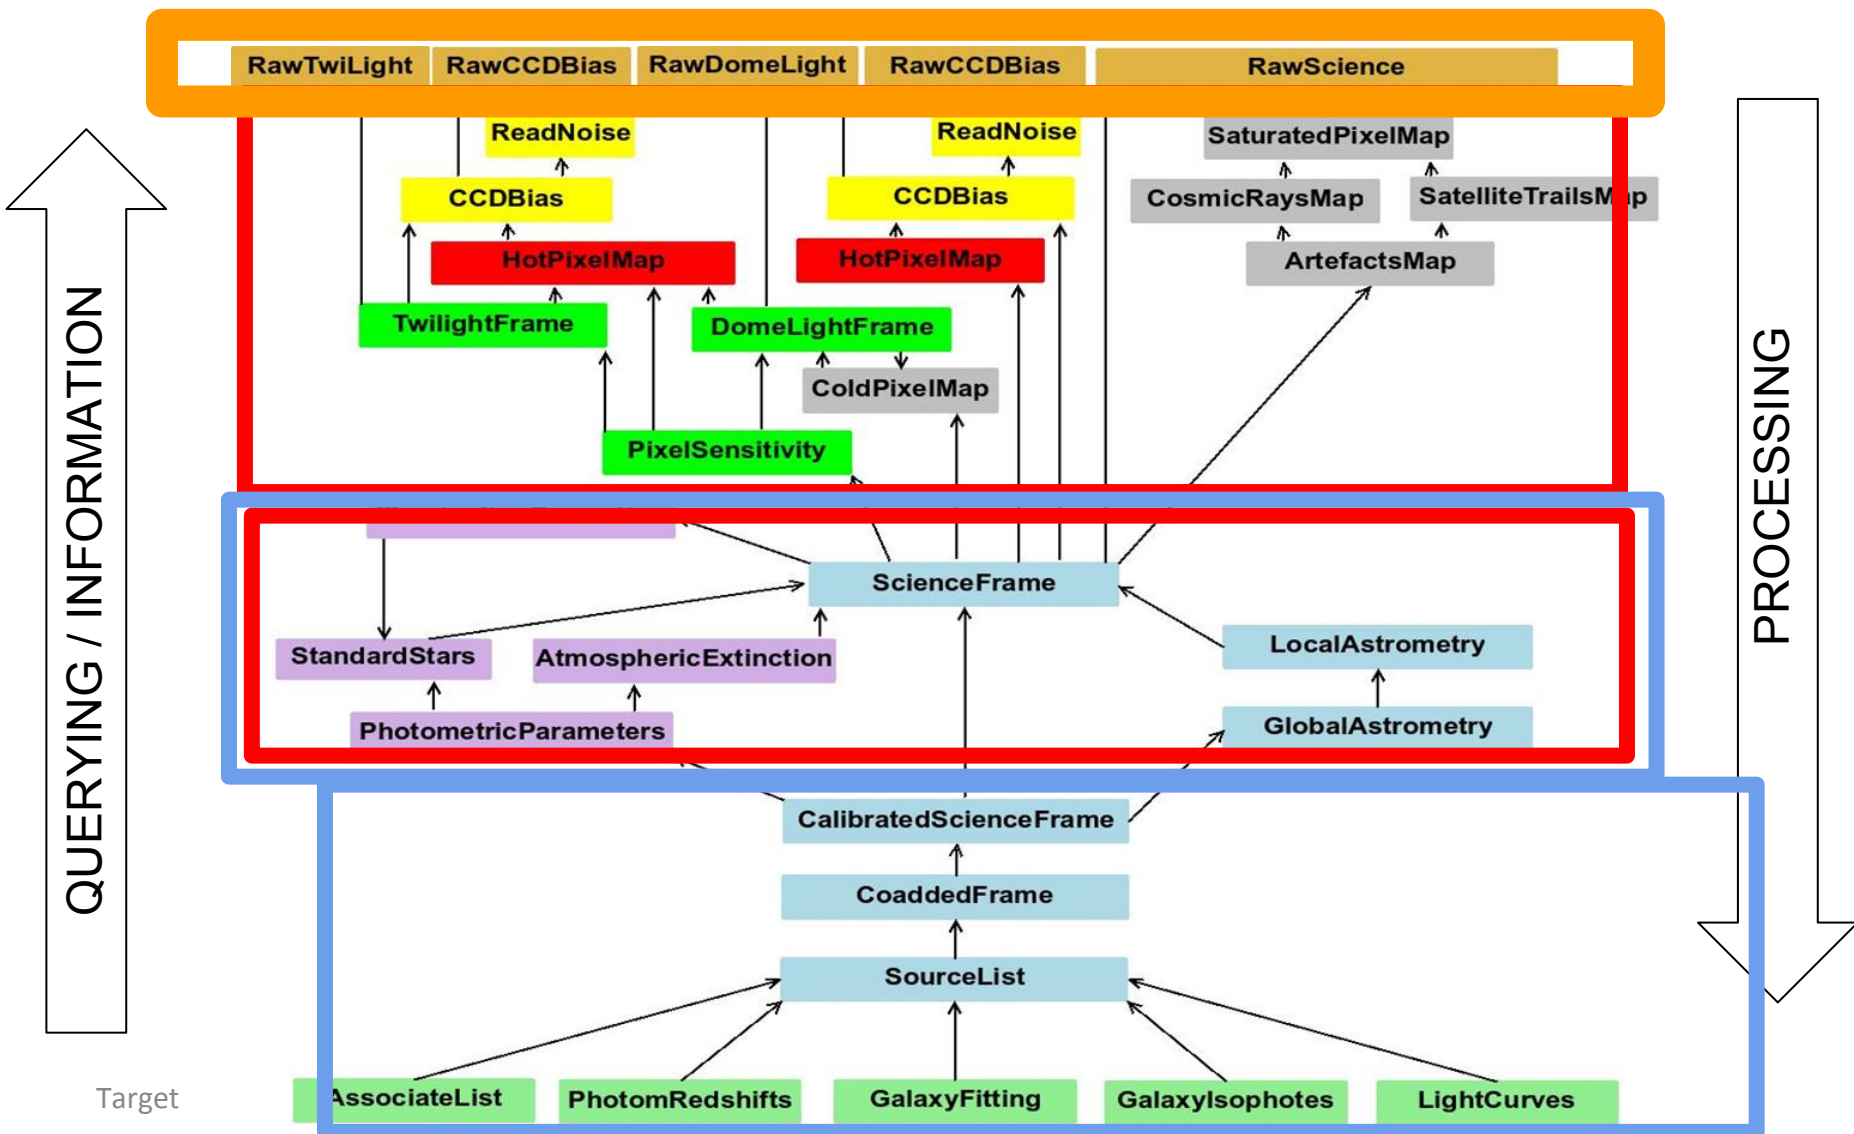 RawTwiLight
RawCCDBias
RawDomeLight
RawCCDBias
RawScience
ReadNoise
ReadNoise
SaturatedPixelMap
CCDBias
CCDBias
CosmicRaysMap
SatelliteTrailsMap
HotPixelMap
HotPixelMap
ArtefactsMap
TwilightFrame
DomeLightFrame
ColdPixelMap
PixelSensitivity
QUERYING / INFORMATION
PROCESSING
ScienceFrame
StandardStars
AtmosphericExtinction
LocalAstrometry
PhotometricParameters
GlobalAstrometry
CalibratedScienceFrame
CoaddedFrame
SourceList
Target
AssociateList
PhotomRedshifts
GalaxyFitting
GalaxyIsophotes
LightCurves